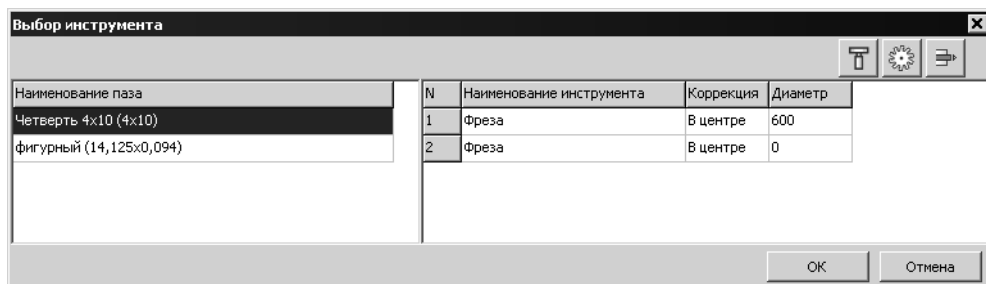 Выбор инструмента
Наименование паза
Четверть 4x10 (4x10)
фигурный (14,125x0,094)
N Наименование инструмента Коррекция Диаметр
1 Фреза В центре 600
2 Фреза В центре 0
ОК Отмена